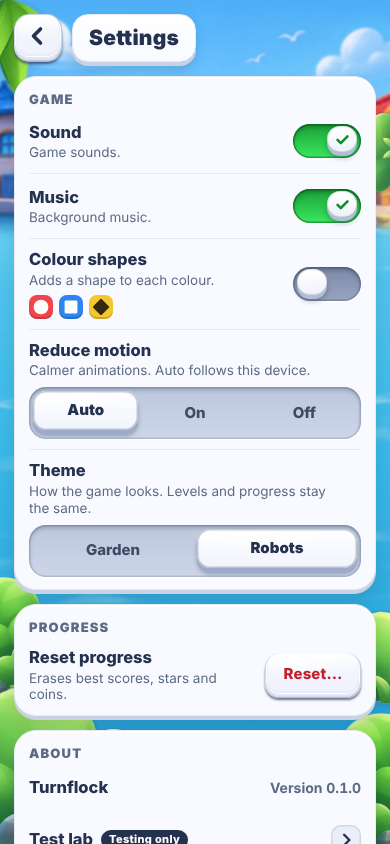 Settings
GAME
Sound
Game sounds.
Music
Background music.
Colour shapes
Adds a shape to each colour.
Reduce motion
Calmer animations. Auto follows this device.
Auto On Off
Theme
How the game looks. Levels and progress stay
the same.
Garden Robots
PROGRESS
Reset progress
Erases best scores, stars and
coins.
Reset...
ABOUT
Turnflock Version 0.1.0
Test lab Testing only